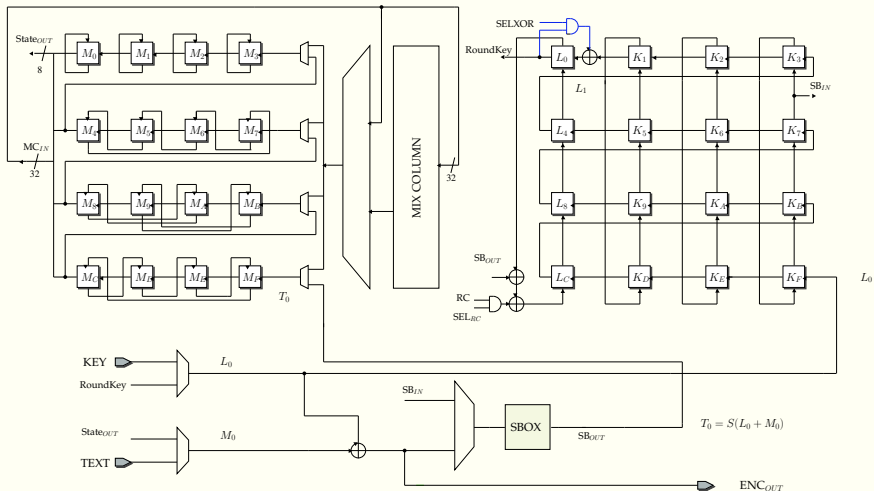 SELXOR
State_OUT
8
M_0 M_1 M_2 M_3
RoundKey
L_0 K_1 K_2 K_3
L_1
SB_IN
M_4 M_5 M_6 M_7
L_4 K_5 K_6 K_7
MC_IN
32
MIX COLUMN
32
M_8 M_9 M_A M_B
L_8 K_9 K_A K_B
SB_OUT
M_C M_D M_E M_F
L_C K_D K_E K_F
L_0
T_0
RC
SEL_RC
KEY
L_0
RoundKey
SB_IN
SBOX
SB_OUT
T_0 = S(L_0 + M_0)
State_OUT
M_0
TEXT
ENC_OUT